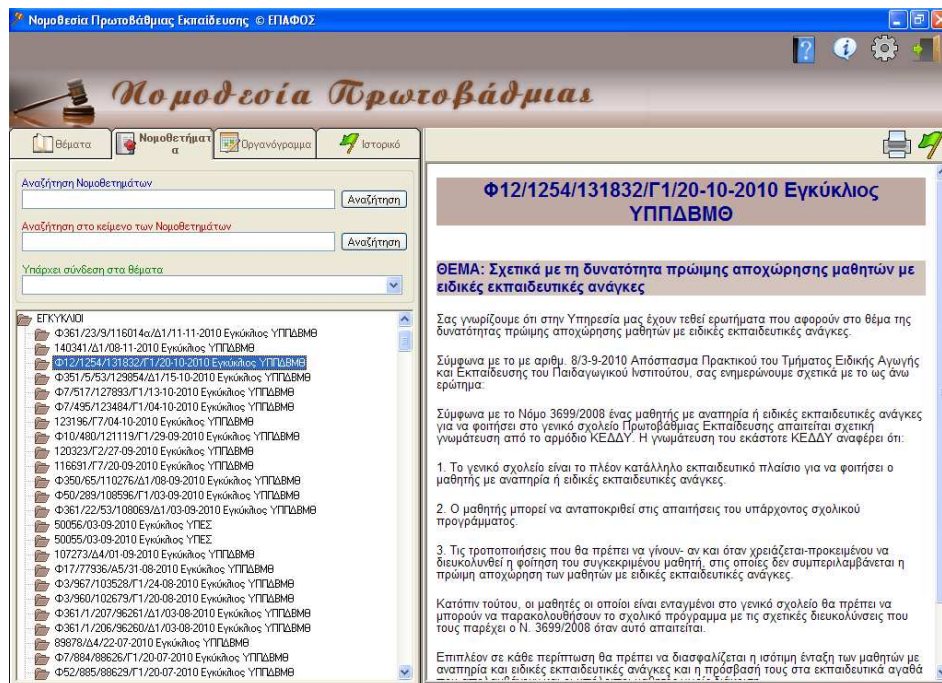 Νομοθεσία Πρωτοβάθμιας Εκπαίδευσης © ΕΠΑΦΟΣ
Νομοθεσία Πρωτοβάθμιας
Θέματα
Νομοθετήματ
α
Οργανόγραμμα
Ιστορικό
Αναζήτηση Νομοθετημάτων
Αναζήτηση
Αναζήτηση στο κείμενο των Νομοθετημάτων
Αναζήτηση
Υπάρχει σύνδεση στα θέματα
ΕΓΚΥΚΛΙΟΙ
Φ361/23/9/116014α/Δ1/11-11-2010 Εγκύκλιος ΥΠΠΔΒΜΘ
140341/Δ1/08-11-2010 Εγκύκλιος ΥΠΠΔΒΜΘ
Φ12/1254/131832/Γ1/20-10-2010 Εγκύκλιος ΥΠΠΔΒΜΘ
Φ351/5/53/129854/Δ1/15-10-2010 Εγκύκλιος ΥΠΠΔΒΜΘ
Φ7/517/127893/Γ1/13-10-2010 Εγκύκλιος ΥΠΠΔΒΜΘ
Φ7/495/123484/Γ1/04-10-2010 Εγκύκλιος ΥΠΠΔΒΜΘ
123196/Γ7/04-10-2010 Εγκύκλιος ΥΠΠΔΒΜΘ
Φ10/480/121119/Γ1/29-09-2010 Εγκύκλιος ΥΠΠΔΒΜΘ
120323/Γ2/27-09-2010 Εγκύκλιος ΥΠΠΔΒΜΘ
116691/Γ7/20-09-2010 Εγκύκλιος ΥΠΠΔΒΜΘ
Φ350/65/110276/Δ1/08-09-2010 Εγκύκλιος ΥΠΠΔΒΜΘ
Φ50/289/108596/Γ1/03-09-2010 Εγκύκλιος ΥΠΠΔΒΜΘ
Φ361/22/53/108069/Δ1/03-09-2010 Εγκύκλιος ΥΠΠΔΒΜΘ
50056/03-09-2010 Εγκύκλιος ΥΠΕΣ
50055/03-09-2010 Εγκύκλιος ΥΠΕΣ
107273/Δ4/01-09-2010 Εγκύκλιος ΥΠΠΔΒΜΘ
Φ17/77936/Α5/31-08-2010 Εγκύκλιος ΥΠΠΔΒΜΘ
Φ3/967/103528/Γ1/24-08-2010 Εγκύκλιος ΥΠΠΔΒΜΘ
Φ3/960/102679/Γ1/20-08-2010 Εγκύκλιος ΥΠΠΔΒΜΘ
Φ361/1/207/96261/Δ1/03-08-2010 Εγκύκλιος ΥΠΠΔΒΜΘ
Φ361/1/206/96260/Δ1/03-08-2010 Εγκύκλιος ΥΠΠΔΒΜΘ
89878/Δ4/22-07-2010 Εγκύκλιος ΥΠΠΔΒΜΘ
Φ7/884/88626/Γ1/20-07-2010 Εγκύκλιος ΥΠΠΔΒΜΘ
Φ52/885/88629/Γ1/20-07-2010 Εγκύκλιος ΥΠΠΔΒΜΘ
Φ12/1254/131832/Γ1/20-10-2010 Εγκύκλιος
ΥΠΠΔΒΜΘ
ΘΕΜΑ: Σχετικά με τη δυνατότητα πρώιμης αποχώρησης μαθητών με
ειδικές εκπαιδευτικές ανάγκες
Σας γνωρίζουμε ότι στην Υπηρεσία μας έχουν τεθεί ερωτήματα που αφορούν στο θέμα της
δυνατότητας πρώιμης αποχώρησης μαθητών με ειδικές εκπαιδευτικές ανάγκες.
Σύμφωνα με το με αριθμ. 8/3-9-2010 Απόσπασμα Πρακτικού του Τμήματος Ειδικής Αγωγής
και Εκπαίδευσης του Παιδαγωγικού Ινστιτούτου, σας ενημερώνουμε σχετικά με το ως άνω
ερώτημα:
Σύμφωνα με το Νόμο 3699/2008 ένας μαθητής με αναπηρία ή ειδικές εκπαιδευτικές ανάγκες
για να φοιτήσει στο γενικό σχολείο Πρωτοβάθμιας Εκπαίδευσης απαιτείται σχετική
γνωμάτευση από το αρμόδιο ΚΕΔΔΥ. Η γνωμάτευση του εκάστοτε ΚΕΔΔΥ αναφέρει ότι:
1. Το γενικό σχολείο είναι το πλέον κατάλληλο εκπαιδευτικό πλαίσιο για να φοιτήσει ο
μαθητής με αναπηρία ή ειδικές εκπαιδευτικές ανάγκες.
2. Ο μαθητής μπορεί να ανταποκριθεί στις απαιτήσεις του υπάρχοντος σχολικού
προγράμματος.
3. Τις τροποποιήσεις που θα πρέπει να γίνουν- αν και όταν χρειάζεται-προκειμένου να
διευκολυνθεί η φοίτηση του συγκεκριμένου μαθητή, στις οποίες δεν συμπεριλαμβάνεται η
πρώιμη αποχώρηση των μαθητών με ειδικές εκπαιδευτικές ανάγκες.
Κατόπιν τούτου, οι μαθητές οι οποίοι είναι ενταγμένοι στο γενικό σχολείο θα πρέπει να
μπορούν να παρακολουθήσουν το σχολικό πρόγραμμα με τις σχετικές διευκολύνσεις που
τους παρέχει ο Ν. 3699/2008 όταν αυτό απαιτείται.
Επιπλέον σε κάθε περίπτωση θα πρέπει να διασφαλίζεται η ισότιμη ένταξη των μαθητών με
αναπηρία και ειδικές εκπαιδευτικές ανάγκες και η πρόσβασή τους στα εκπαιδευτικά αγαθά